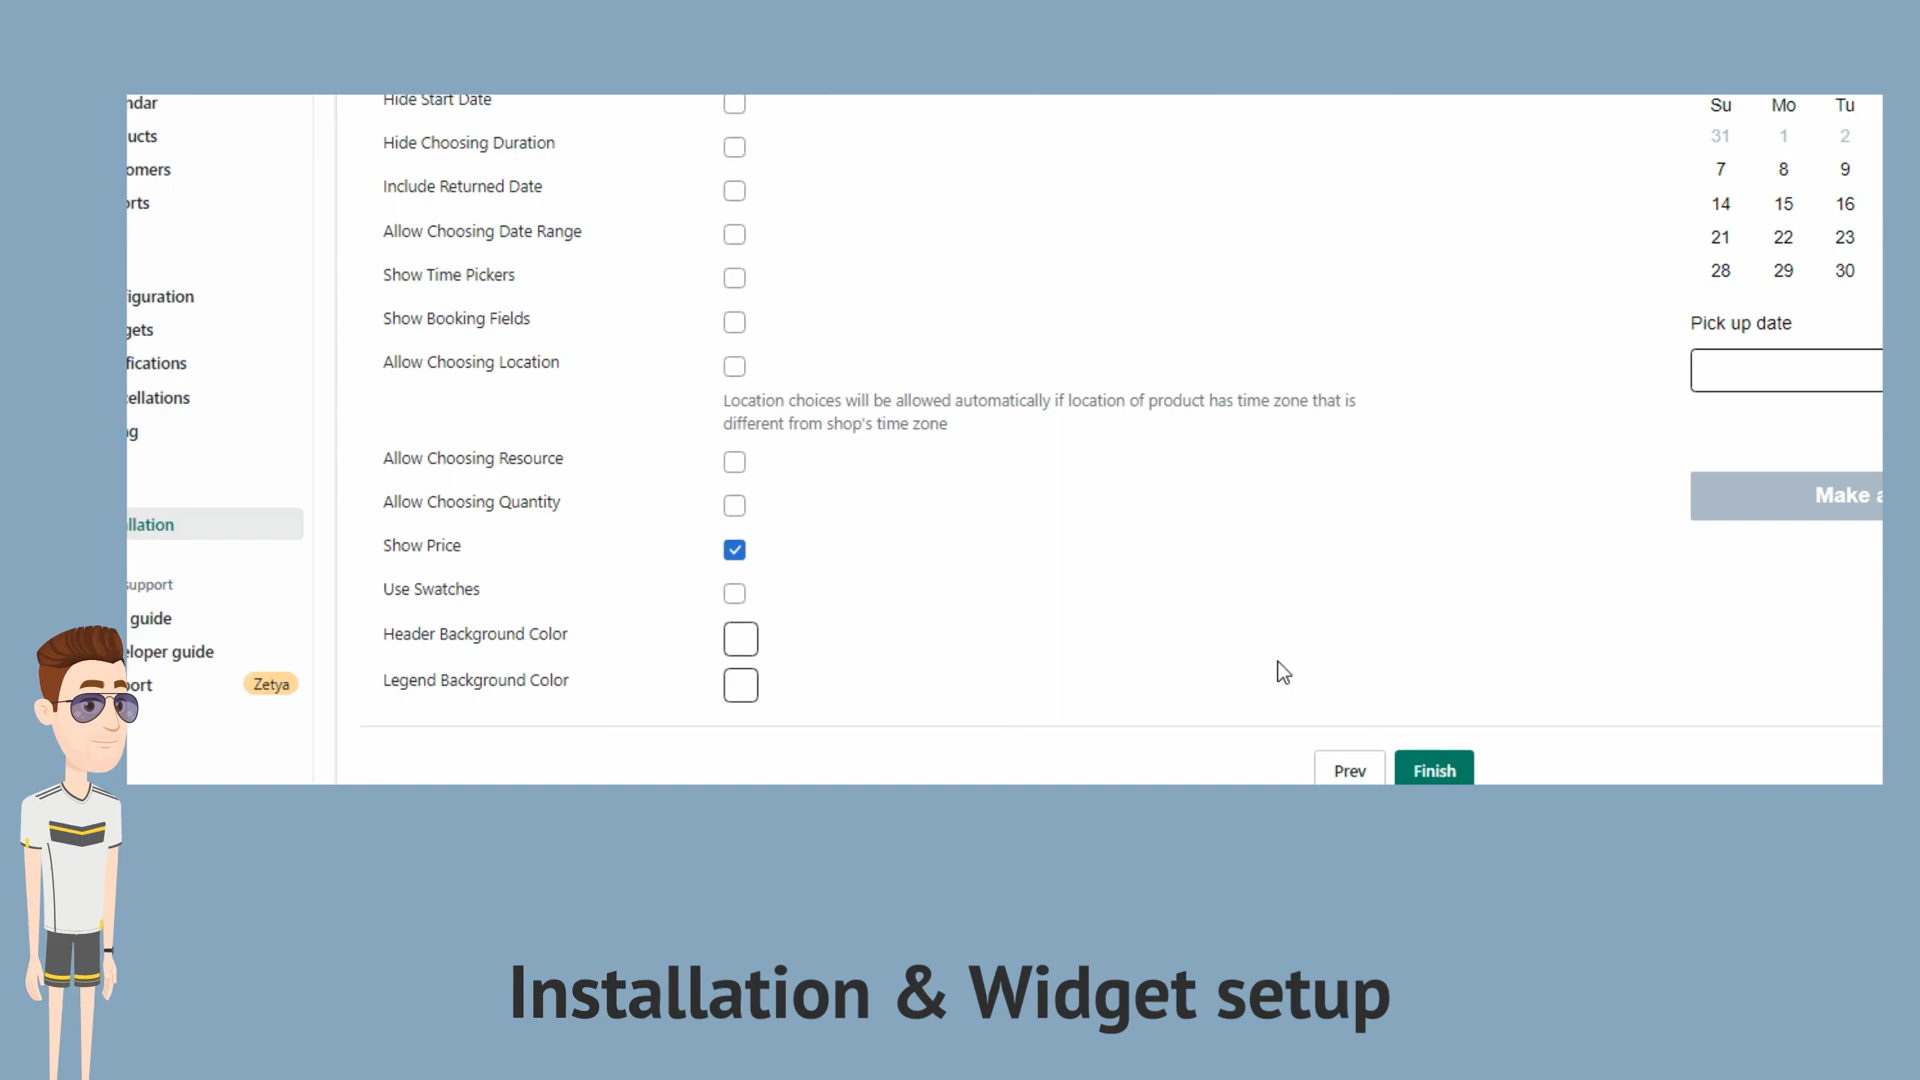 ndar
ucts
omers
orts
iguration
gets
fications
ellations
ng
llation
support
guide
eloper guide
port
Zetya
Hide Start Date
Hide Choosing Duration
Include Returned Date
Allow Choosing Date Range
Show Time Pickers
Show Booking Fields
Allow Choosing Location
Location choices will be allowed automatically if location of product has time zone that is
different from shop's time zone
Allow Choosing Resource
Allow Choosing Quantity
Show Price
Use Swatches
Header Background Color
Legend Background Color
Prev Finish
Su Mo Tu
31 1 2
7 8 9
14 15 16
21 22 23
28 29 30
Pick up date
Make a
Installation & Widget setup